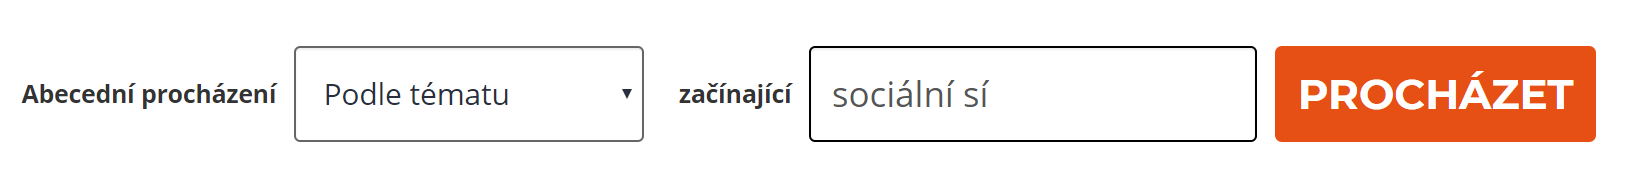 Abecední procházení Podle tématu začínající sociální sí PROCHÁZET